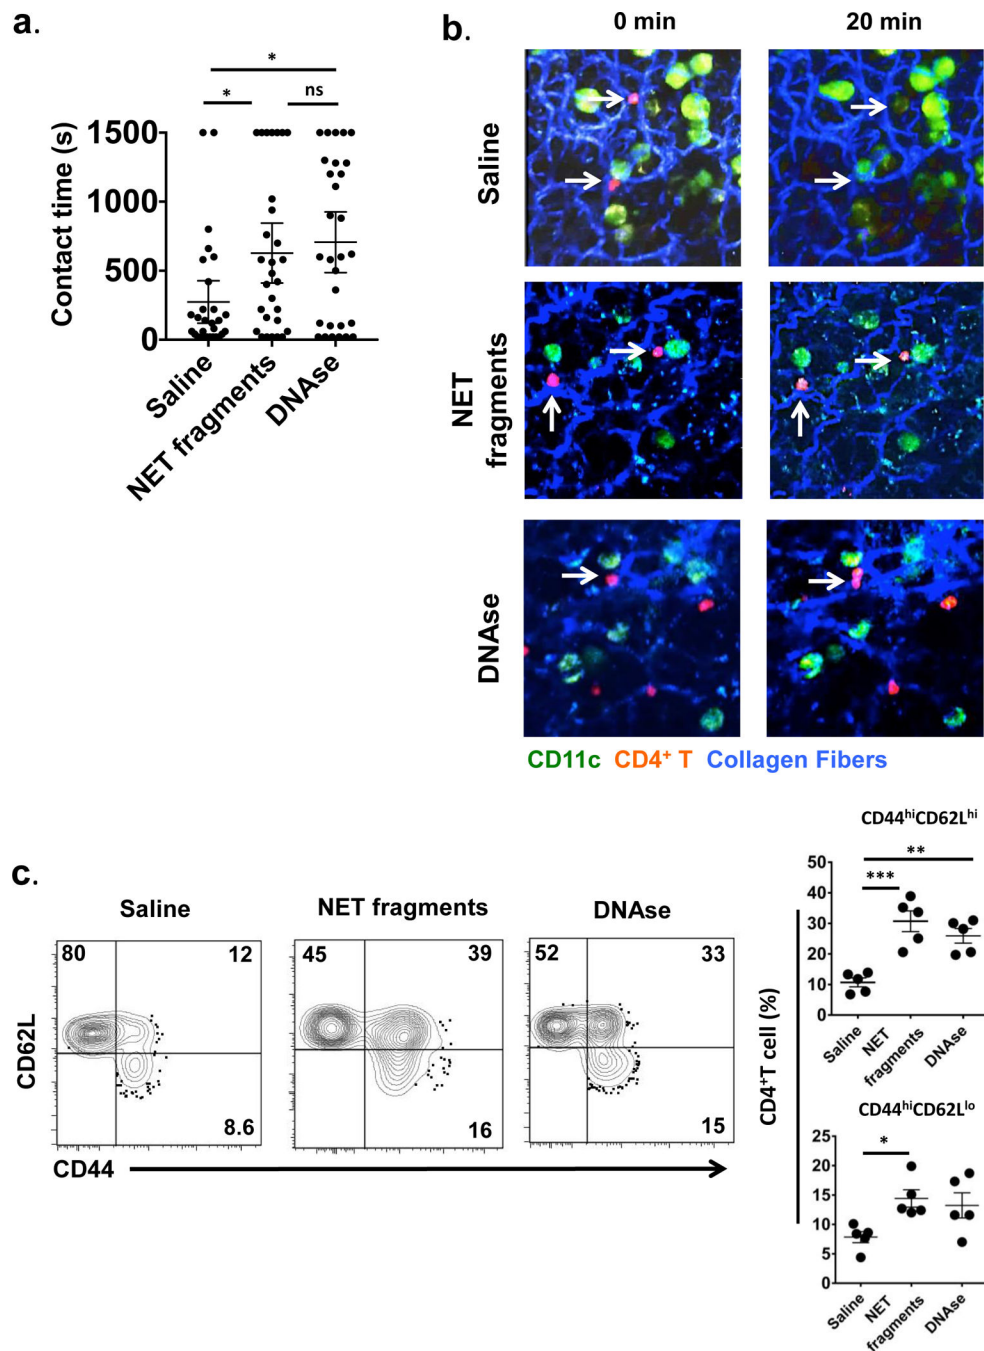 a.
*
*
ns
Contact time (s)
1500
1000
500
0
Saline
NET fragments
DNAse
b.
0 min
20 min
Saline
NET
fragments
DNAse
CD11c CD4⁺ T Collagen Fibers
c.
Saline
NET fragments
DNAse
80
12
8.6
45
39
16
52
33
15
CD62L
CD44
CD4⁺T cell (%)
CD44ʰⁱCD62Lʰⁱ
**
***
50
40
30
20
10
0
Saline
NET
fragments
DNAse
CD44ʰⁱCD62Lˡᵒ
*
25
20
15
10
5
0
Saline
NET
fragments
DNAse